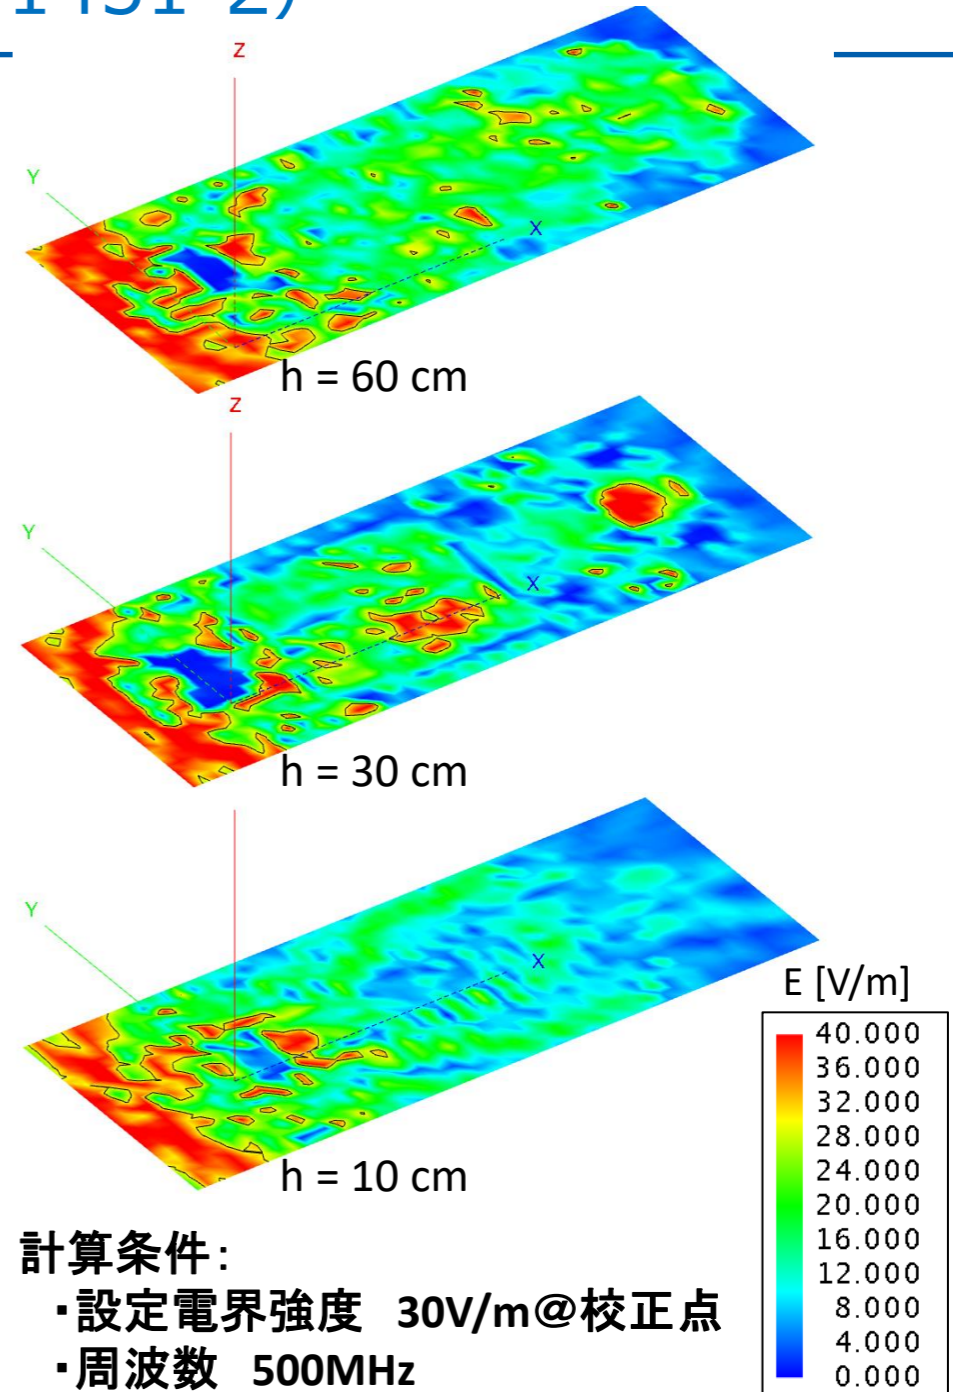 Z
Y
X
h = 60 cm
Z
Y
X
h = 30 cm
Y
X
h = 10 cm
E [V/m]
40.000
36.000
32.000
28.000
24.000
20.000
16.000
12.000
8.000
4.000
0.000
計算条件:
・設定電界強度 30V/m@校正点
・周波数 500MHz